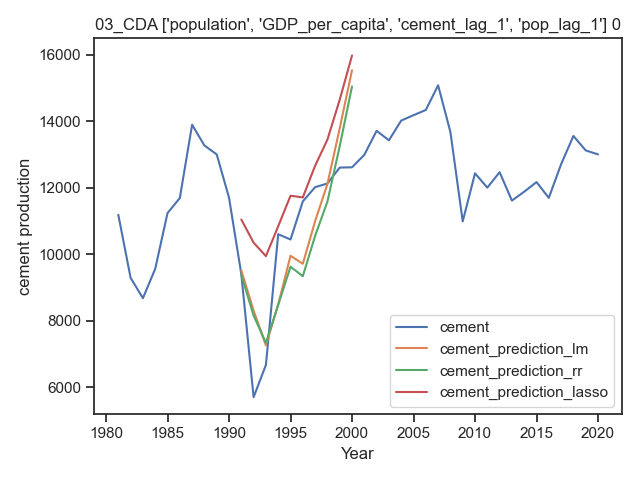 03_CDA ['population', 'GDP_per_capita', 'cement_lag_1', 'pop_lag_1'] 0
16000
14000
12000
10000
8000
6000
cement production
cement
cement_prediction_lm
cement_prediction_rr
cement_prediction_lasso
1980 1985 1990 1995 2000 2005 2010 2015 2020
Year